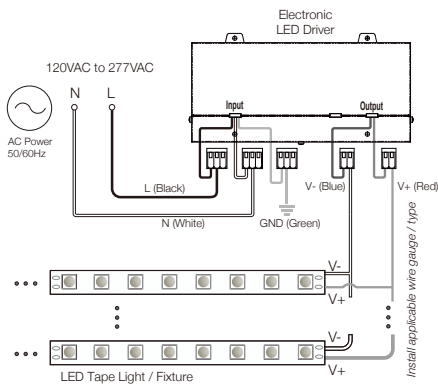 Electronic
LED Driver
120VAC to 277VAC
N
L
Input
Output
AC Power
50/60Hz
L (Black)
V- (Blue)
V+ (Red)
N (White)
GND (Green)
Install applicable wire gauge / type
V-
V+
V-
V+
LED Tape Light / Fixture